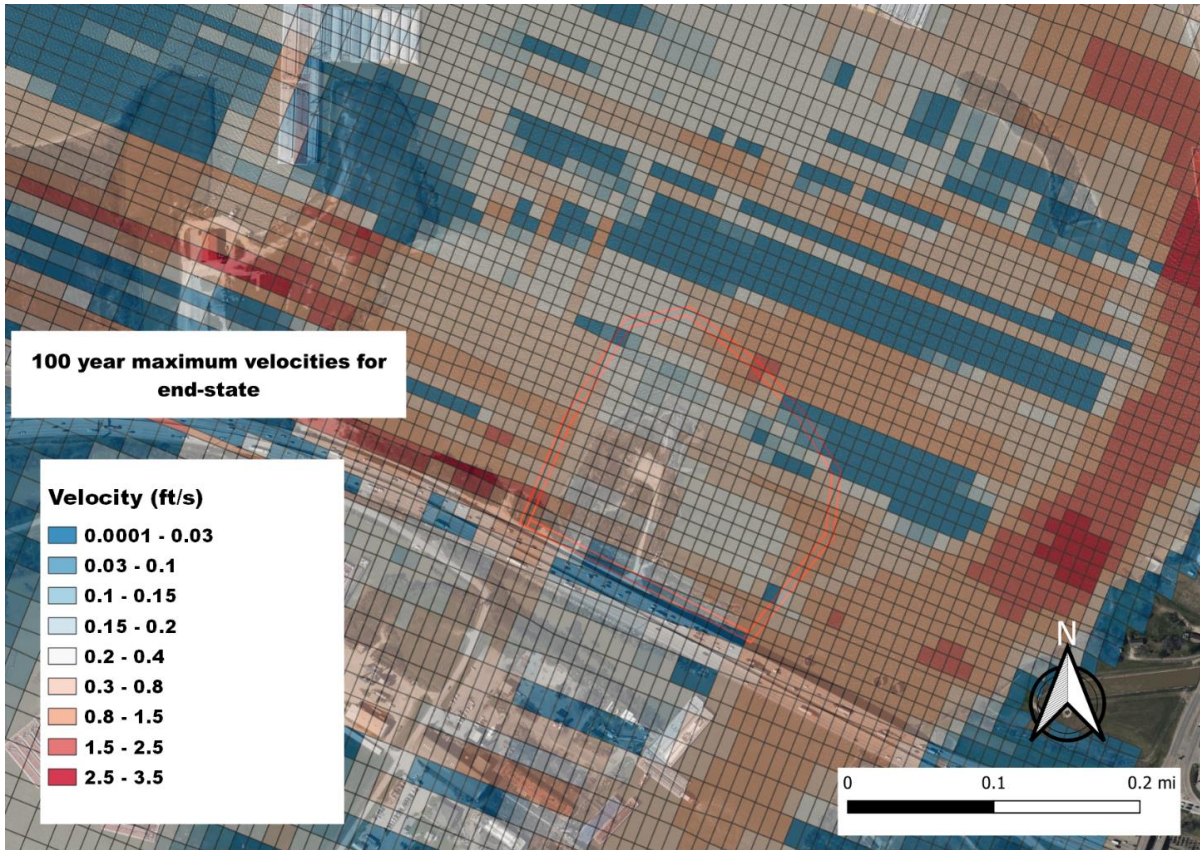 100 year maximum velocities for
end-state
Velocity (ft/s)
0.0001 - 0.03
0.03 - 0.1
0.1 - 0.15
0.15 - 0.2
0.2 - 0.4
0.3 - 0.8
0.8 - 1.5
1.5 - 2.5
2.5 - 3.5
N
0 0.1 0.2 mi